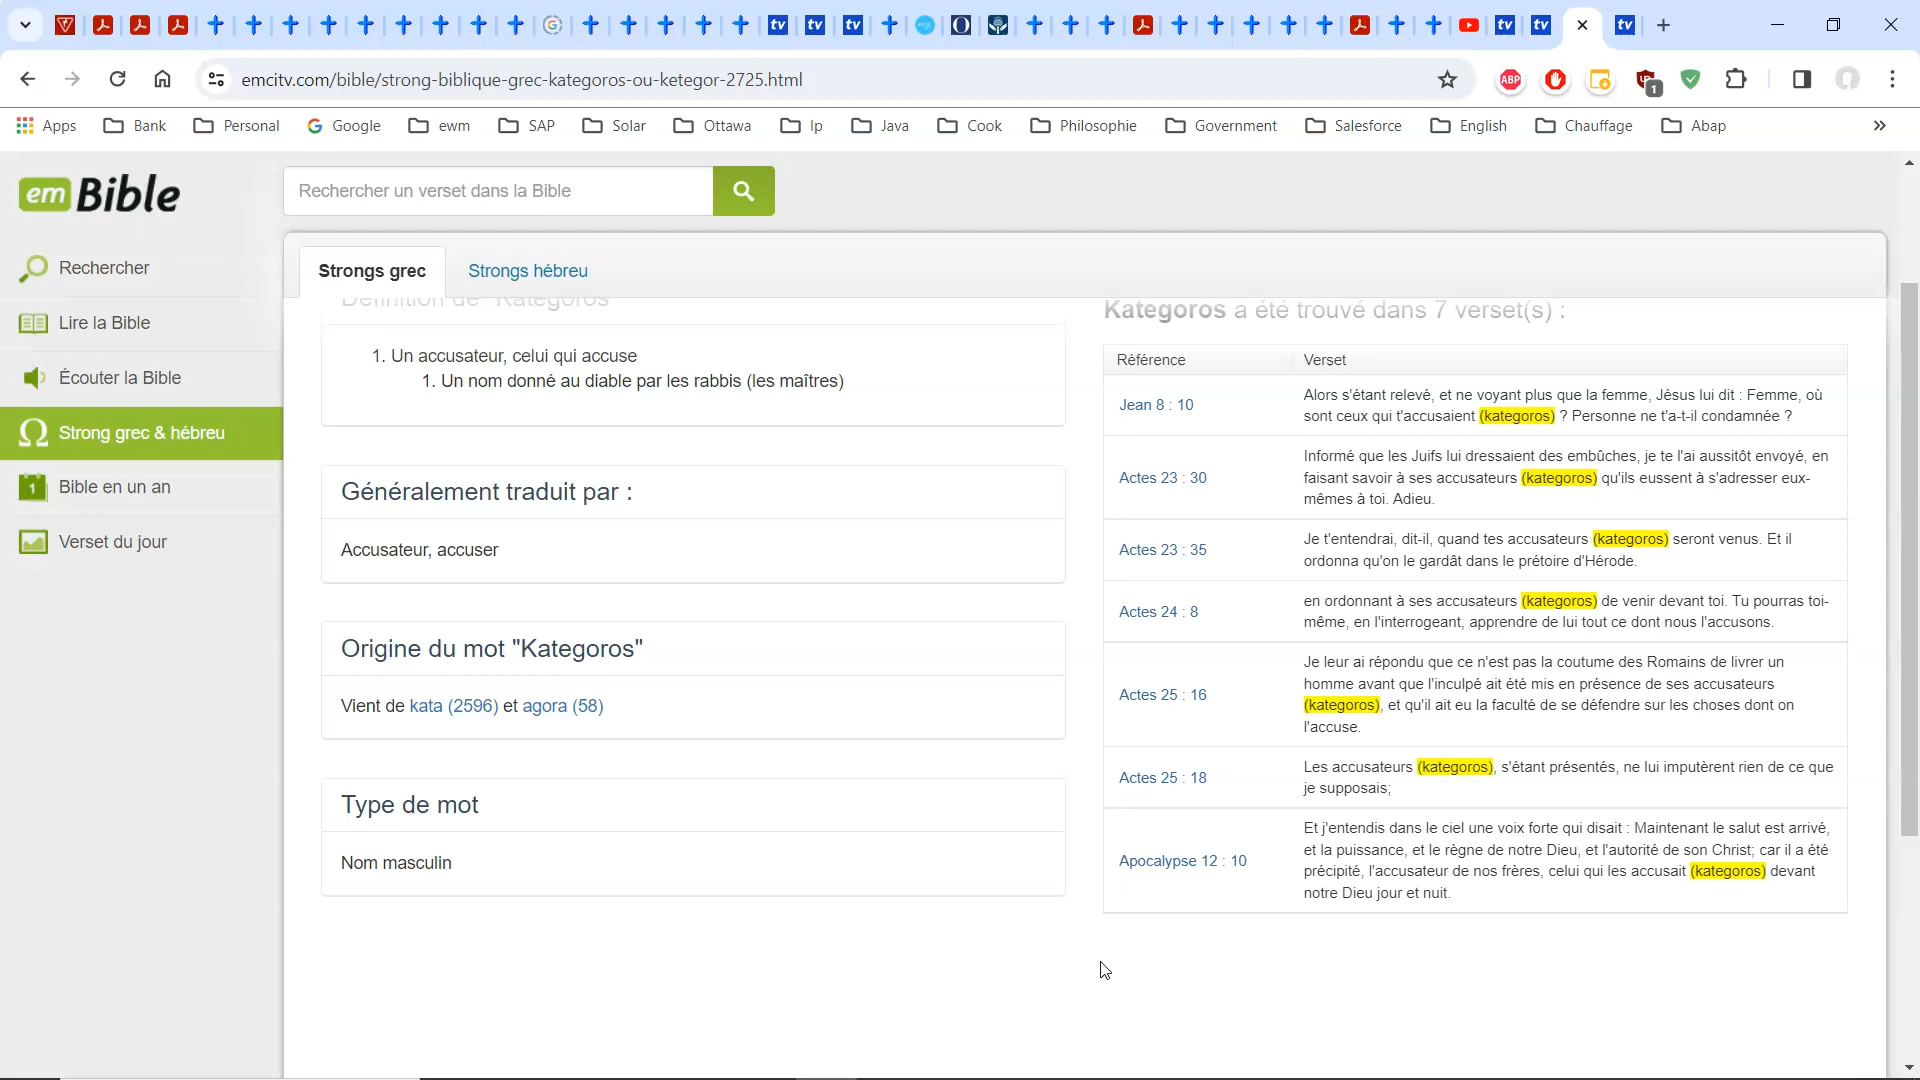 emcitv.com/bible/strong-biblique-grec-kategoros-ou-ketegor-2725.html
ABP
1
Apps
Bank
Personal
Google
ewm
SAP
Solar
Ottawa
Ip
Java
Cook
Philosophie
Government
Salesforce
English
Chauffage
Abap
em Bible
Rechercher un verset dans la Bible
Rechercher
Lire la Bible
Écouter la Bible
Strong grec & hébreu
1 Bible en un an
Verset du jour
Strongs grec
Strongs hébreu
Définition de "Kategoros"
1. Un accusateur, celui qui accuse
1. Un nom donné au diable par les rabbis (les maîtres)
Généralement traduit par :
Accusateur, accuser
Origine du mot "Kategoros"
Vient de kata (2596) et agora (58)
Type de mot
Nom masculin
Kategoros a été trouvé dans 7 verset(s) :
Référence Verset
Jean 8 : 10
Alors s'étant relevé, et ne voyant plus que la femme, Jésus lui dit : Femme, où
sont ceux qui t'accusaient (kategoros) ? Personne ne t'a-t-il condamnée ?
Actes 23 : 30
Informé que les Juifs lui dressaient des embûches, je te l'ai aussitôt envoyé, en
faisant savoir à ses accusateurs (kategoros) qu'ils eussent à s'adresser eux-
mêmes à toi. Adieu.
Actes 23 : 35
Je t'entendrai, dit-il, quand tes accusateurs (kategoros) seront venus. Et il
ordonna qu'on le gardât dans le prétoire d'Hérode.
Actes 24 : 8
en ordonnant à ses accusateurs (kategoros) de venir devant toi. Tu pourras toi-
même, en l'interrogeant, apprendre de lui tout ce dont nous l'accusons.
Actes 25 : 16
Je leur ai répondu que ce n'est pas la coutume des Romains de livrer un
homme avant que l'inculpé ait été mis en présence de ses accusateurs
(kategoros), et qu'il ait eu la faculté de se défendre sur les choses dont on
l'accuse.
Actes 25 : 18
Les accusateurs (kategoros), s'étant présentés, ne lui imputèrent rien de ce que
je supposais;
Apocalypse 12 : 10
Et j'entendis dans le ciel une voix forte qui disait : Maintenant le salut est arrivé,
et la puissance, et le règne de notre Dieu, et l'autorité de son Christ; car il a été
précipité, l'accusateur de nos frères, celui qui les accusait (kategoros) devant
notre Dieu jour et nuit.